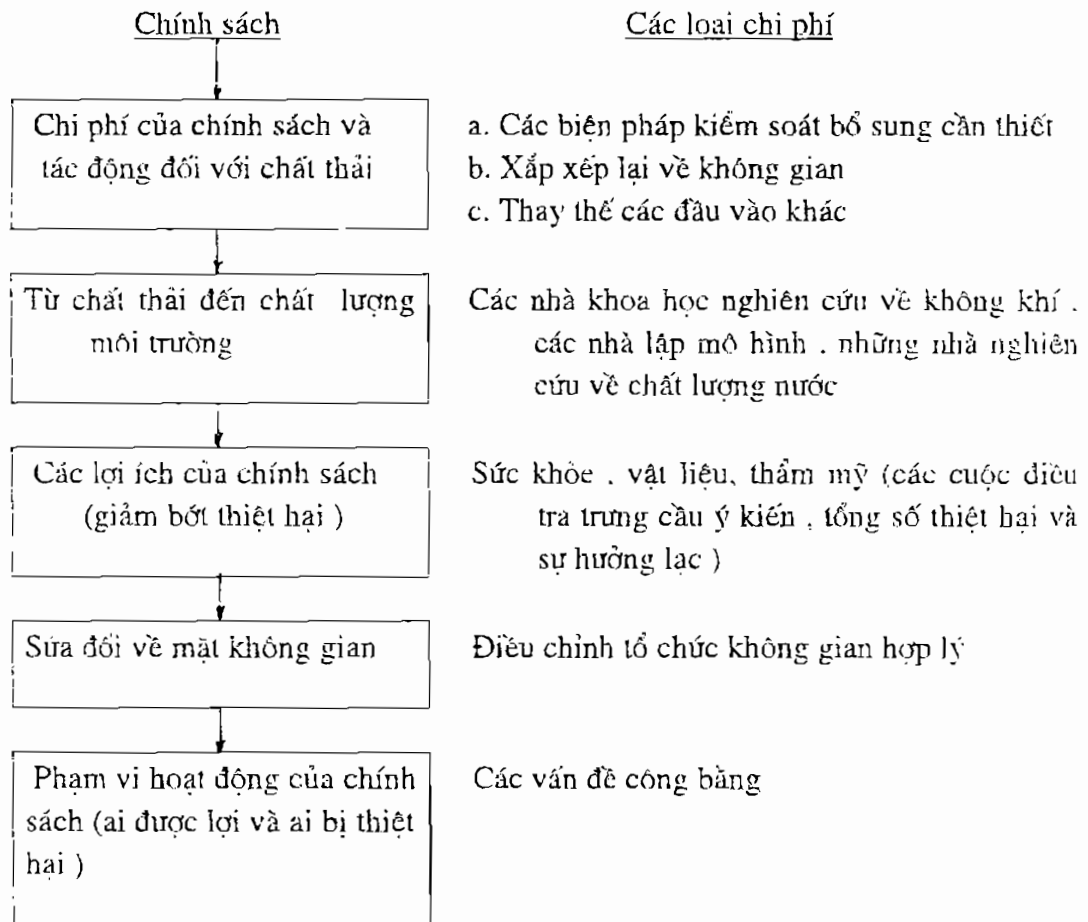 Chính sách
Các loại chi phí
Chi phí của chính sách và
tác động đối với chất thải
a. Các biện pháp kiểm soát bổ sung cần thiết
b. Xắp xếp lại về không gian
c. Thay thế các đầu vào khác
Từ chất thải đến chất lượng
môi trường
Các nhà khoa học nghiên cứu về không khí .
các nhà lập mô hình . những nhà nghiên
cứu về chất lượng nước
Các lợi ích của chính sách
(giảm bớt thiệt hại )
Sức khỏe . vật liệu, thẩm mỹ (các cuộc điều
tra trưng cầu ý kiến , tổng số thiệt hại và
sự hưởng lạc )
Sửa đổi về mặt không gian
Điều chỉnh tổ chức không gian hợp lý
Phạm vi hoạt động của chính
sách (ai được lợi và ai bị thiệt
hại )
Các vấn đề công bằng